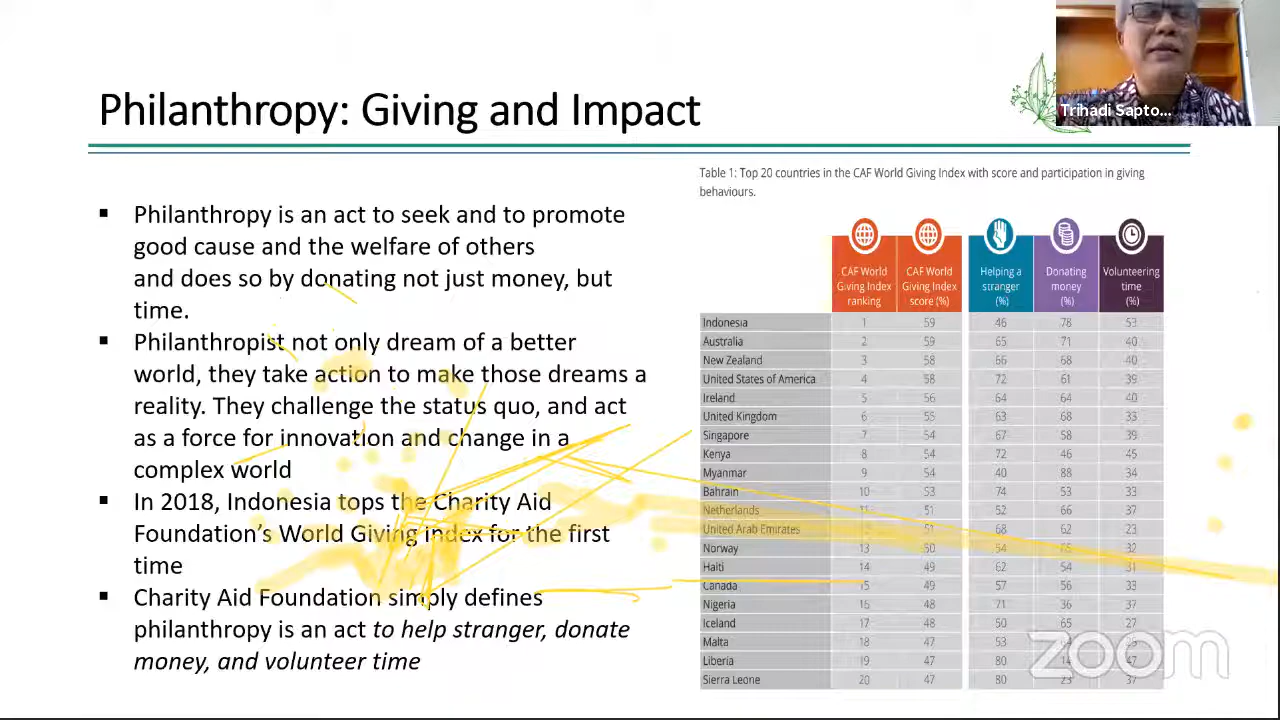 Philanthropy: Giving and Impact
Trihadi Sapto...
▪ Philanthropy is an act to seek and to promote
good cause and the welfare of others
and does so by donating not just money, but
time.
▪ Philanthropist not only dream of a better
world, they take action to make those dreams a
reality. They challenge the status quo, and act
as a force for innovation and change in a
complex world
▪ In 2018, Indonesia tops the Charity Aid
Foundation's World Giving index for the first
time
▪ Charity Aid Foundation simply defines
philanthropy is an act to help stranger, donate
money, and volunteer time
Table 1: Top 20 countries in the CAF World Giving Index with score and participation in giving
behaviours.
CAF World Giving Index ranking CAF World Giving Index score (%) Helping a stranger (%) Donating money (%) Volunteering time (%)
Indonesia 1 59 46 78 53
Australia 2 59 65 71 40
New Zealand 3 58 66 68 40
United States of America 4 58 72 61 39
Ireland 5 56 64 64 40
United Kingdom 6 55 63 68 33
Singapore 7 54 67 58 39
Kenya 8 54 72 46 45
Myanmar 9 54 40 88 34
Bahrain 10 53 74 53 33
Netherlands 51 52 66 37
United Arab Emirates 51 68 62 23
Norway 13 50 54 32
Haiti 14 49 62 54 31
Canada 15 49 57 56 33
Nigeria 16 48 71 36 37
Iceland 17 48 50 65 27
Malta 18 47 53
Liberia 19 47 80 14 47
Sierra Leone 20 47 80 23 37
zoom